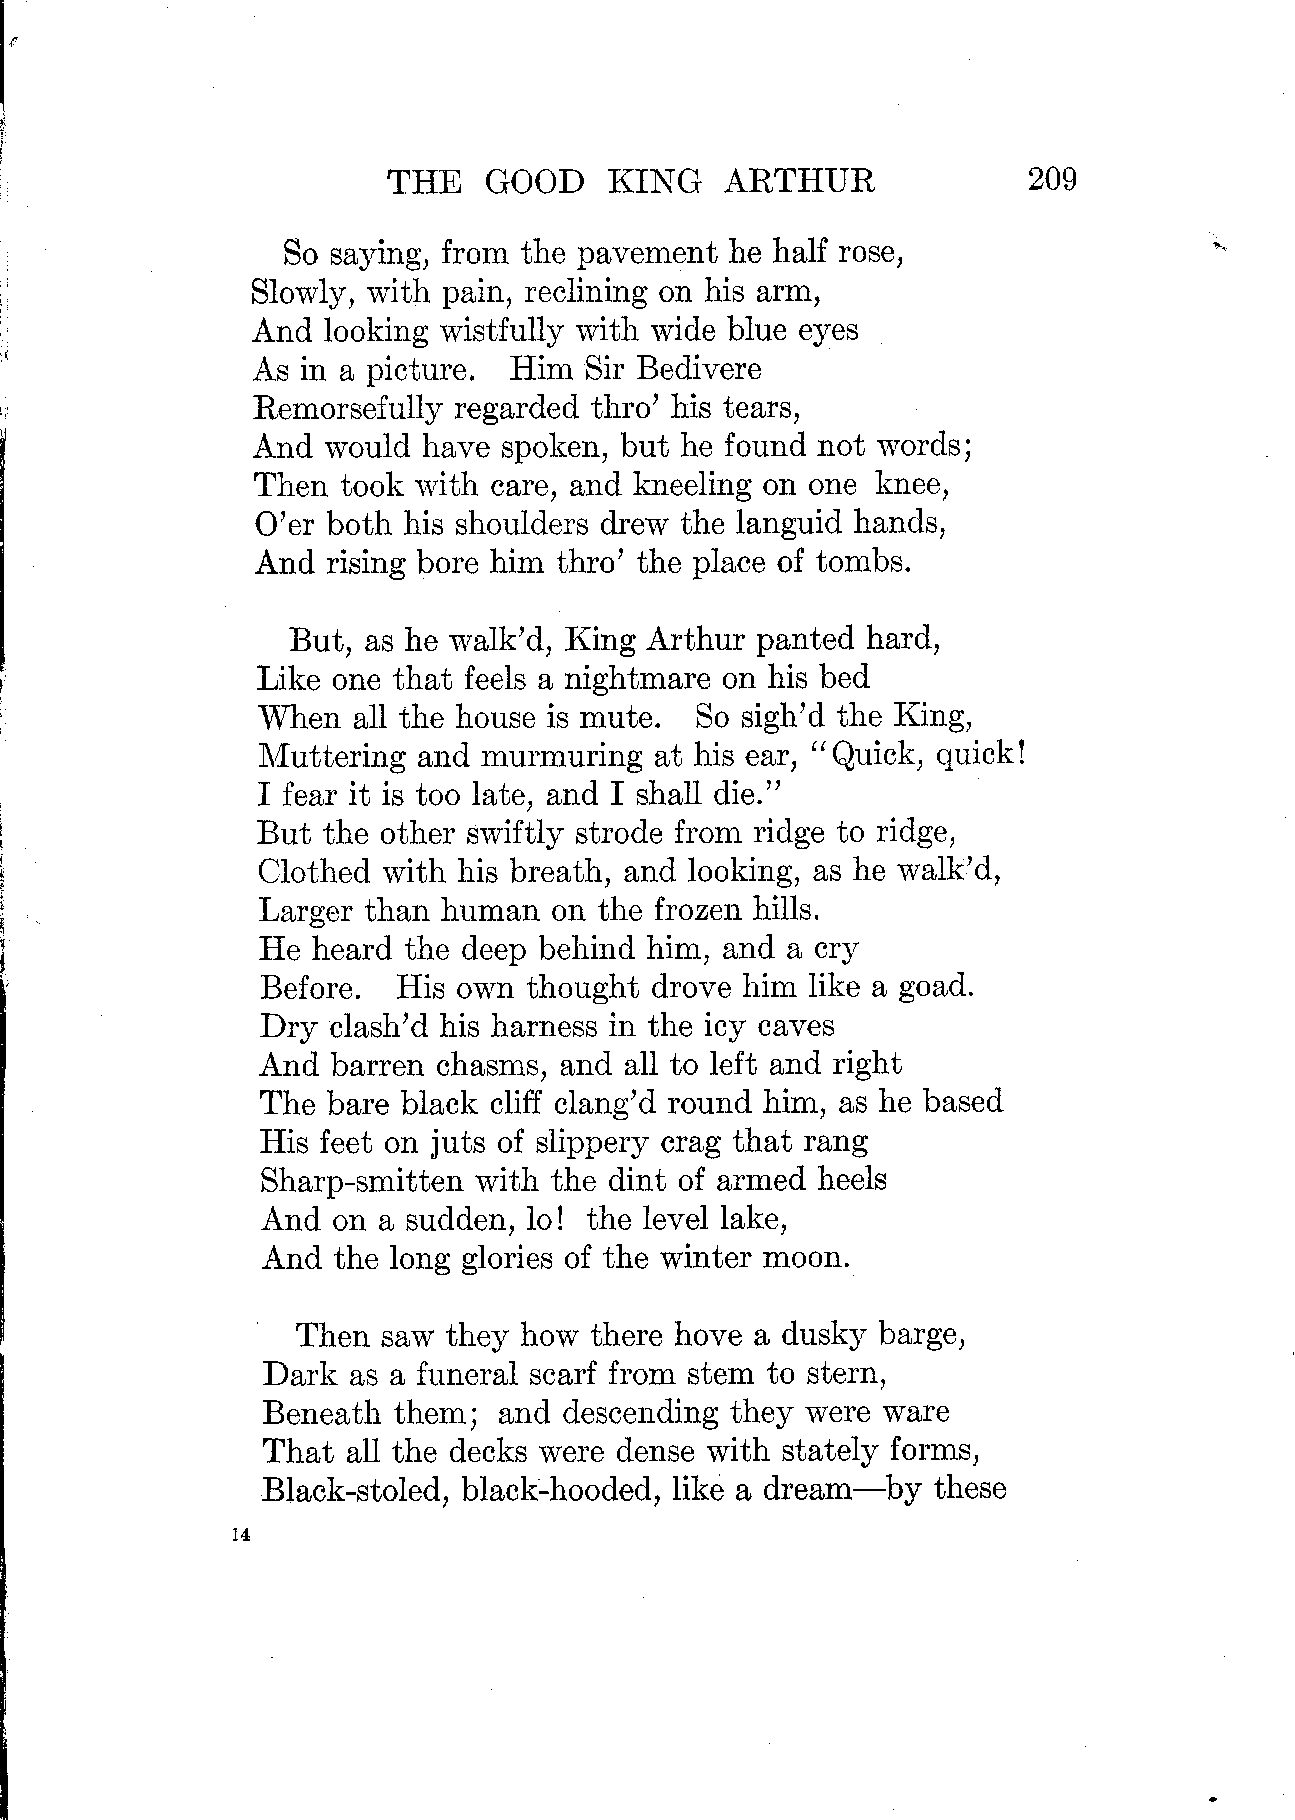 THE GOOD KING ARTHUR 209
So saying, from the pavement he half rose,
Slowly, with pain, reclining on his arm,
And looking wistfully with wide blue eyes
As in a picture. Him Sir Bedivere
Remorsefully regarded thro' his tears,
And would have spoken, but he found not words;
Then took with care, and kneeling on one knee,
O'er both his shoulders drew the languid hands,
And rising bore him thro' the place of tombs.
But, as he walk'd, King Arthur panted hard,
Like one that feels a nightmare on his bed
When all the house is mute. So sigh'd the King,
Muttering and murmuring at his ear, "Quick, quick!
I fear it is too late, and I shall die."
But the other swiftly strode from ridge to ridge,
Clothed with his breath, and looking, as he walk'd,
Larger than human on the frozen hills.
He heard the deep behind him, and a cry
Before. His own thought drove him like a goad.
Dry clash'd his harness in the icy caves
And barren chasms, and all to left and right
The bare black cliff clang'd round him, as he based
His feet on juts of slippery crag that rang
Sharp-smitten with the dint of armed heels
And on a sudden, lo! the level lake,
And the long glories of the winter moon.
Then saw they how there hove a dusky barge,
Dark as a funeral scarf from stem to stern,
Beneath them; and descending they were ware
That all the decks were dense with stately forms,
Black-stoled, black-hooded, like a dream—by these
14